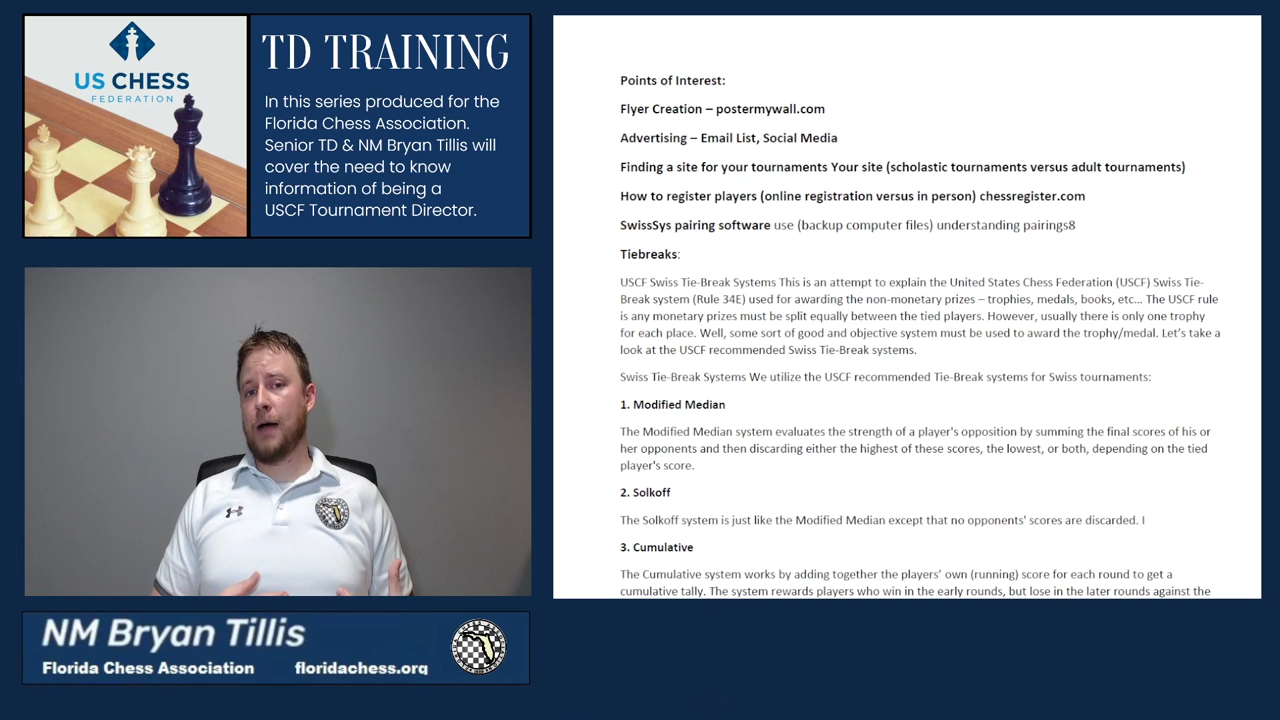 US CHESS
FEDERATION
TD TRAINING
In this series produced for the
Florida Chess Association.
Senior TD & NM Bryan Tillis will
cover the need to know
information of being a
USCF Tournament Director.
NM Bryan Tillis
Florida Chess Association floridachess.org
Points of Interest:
Flyer Creation – postermywall.com
Advertising – Email List, Social Media
Finding a site for your tournaments Your site (scholastic tournaments versus adult tournaments)
How to register players (online registration versus in person) chessregister.com
SwissSys pairing software use (backup computer files) understanding pairings8
Tiebreaks:
USCF Swiss Tie-Break Systems This is an attempt to explain the United States Chess Federation (USCF) Swiss Tie-
Break system (Rule 34E) used for awarding the non-monetary prizes – trophies, medals, books, etc… The USCF rule
is any monetary prizes must be split equally between the tied players. However, usually there is only one trophy
for each place. Well, some sort of good and objective system must be used to award the trophy/medal. Let's take a
look at the USCF recommended Swiss Tie-Break systems.
Swiss Tie-Break Systems We utilize the USCF recommended Tie-Break systems for Swiss tournaments:
1. Modified Median
The Modified Median system evaluates the strength of a player's opposition by summing the final scores of his or
her opponents and then discarding either the highest of these scores, the lowest, or both, depending on the tied
player's score.
2. Solkoff
The Solkoff system is just like the Modified Median except that no opponents' scores are discarded. I
3. Cumulative
The Cumulative system works by adding together the players' own (running) score for each round to get a
cumulative tally. The system rewards players who win in the early rounds, but lose in the later rounds against the